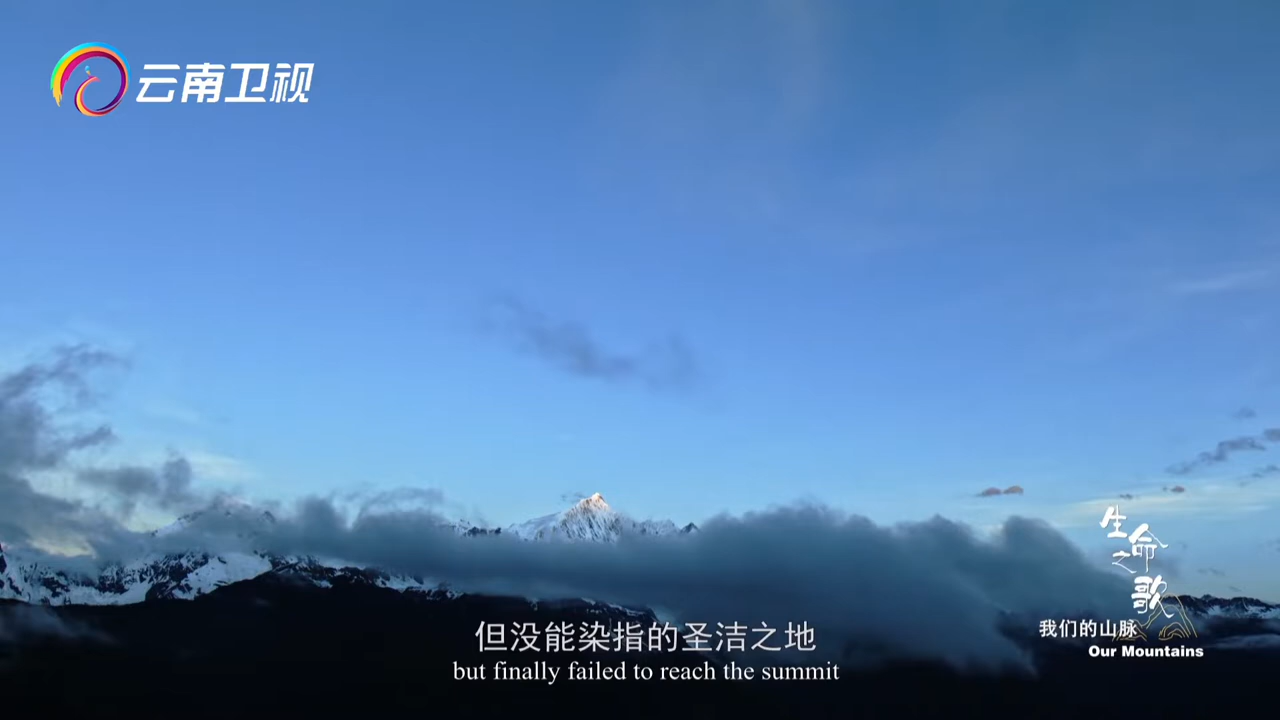 云南卫视
生命之歌
我们的山脉
Our Mountains
但没能染指的圣洁之地
but finally failed to reach the summit